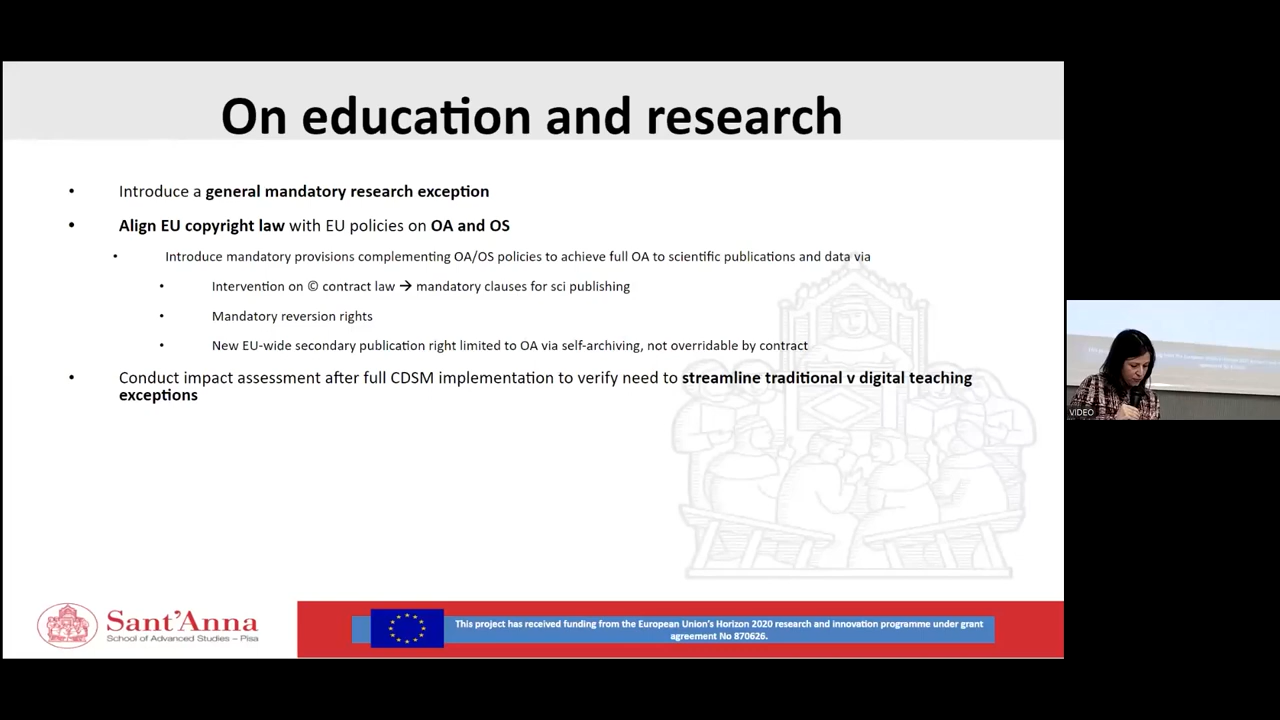 On education and research
• Introduce a general mandatory research exception
• Align EU copyright law with EU policies on OA and OS
• Introduce mandatory provisions complementing OA/OS policies to achieve full OA to scientific publications and data via
• Intervention on © contract law → mandatory clauses for sci publishing
• Mandatory reversion rights
• New EU-wide secondary publication right limited to OA via self-archiving, not overridable by contract
• Conduct impact assessment after full CDSM implementation to verify need to streamline traditional v digital teaching
exceptions
VIDEO
Sant'Anna
School of Advanced Studies – Pisa
This project has received funding from the European Union's Horizon 2020 research and innovation programme under grant
agreement No 870626.